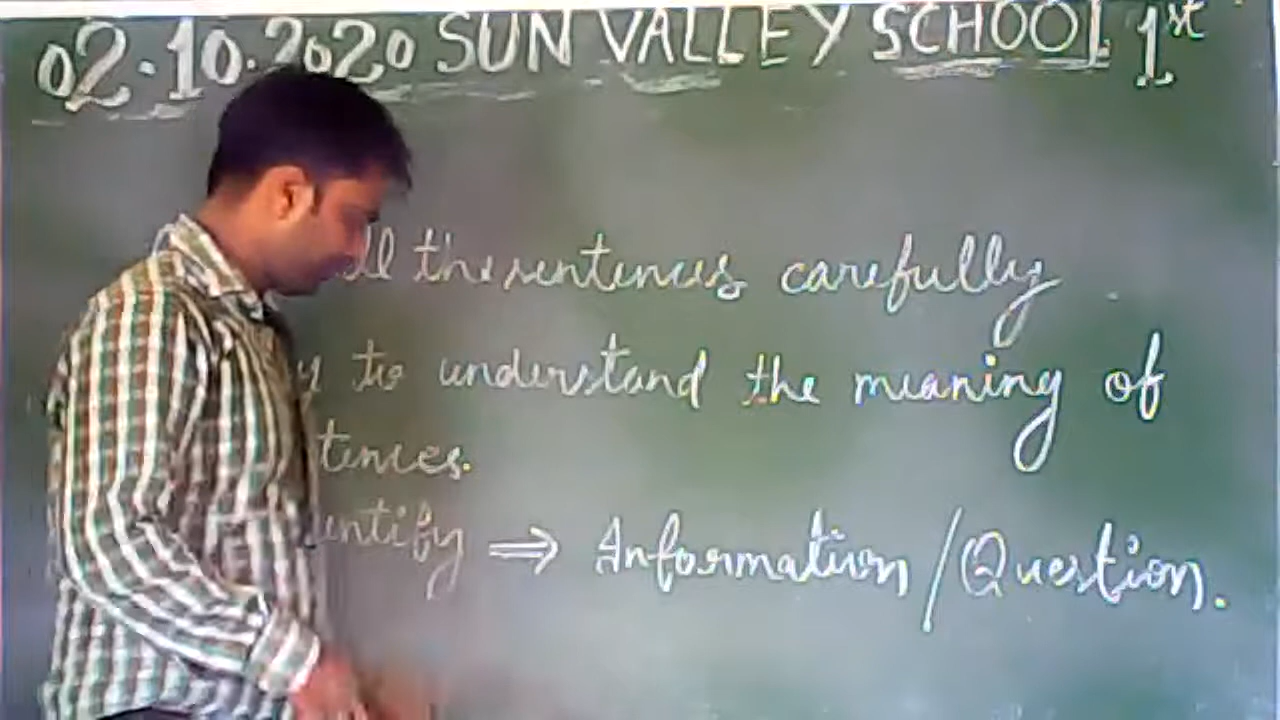 02.10.2020 SUN VALLEY SCHOOL 1st
the sentences carefully
to understand the meaning of
tences.
entify ⇒ Information/Question.